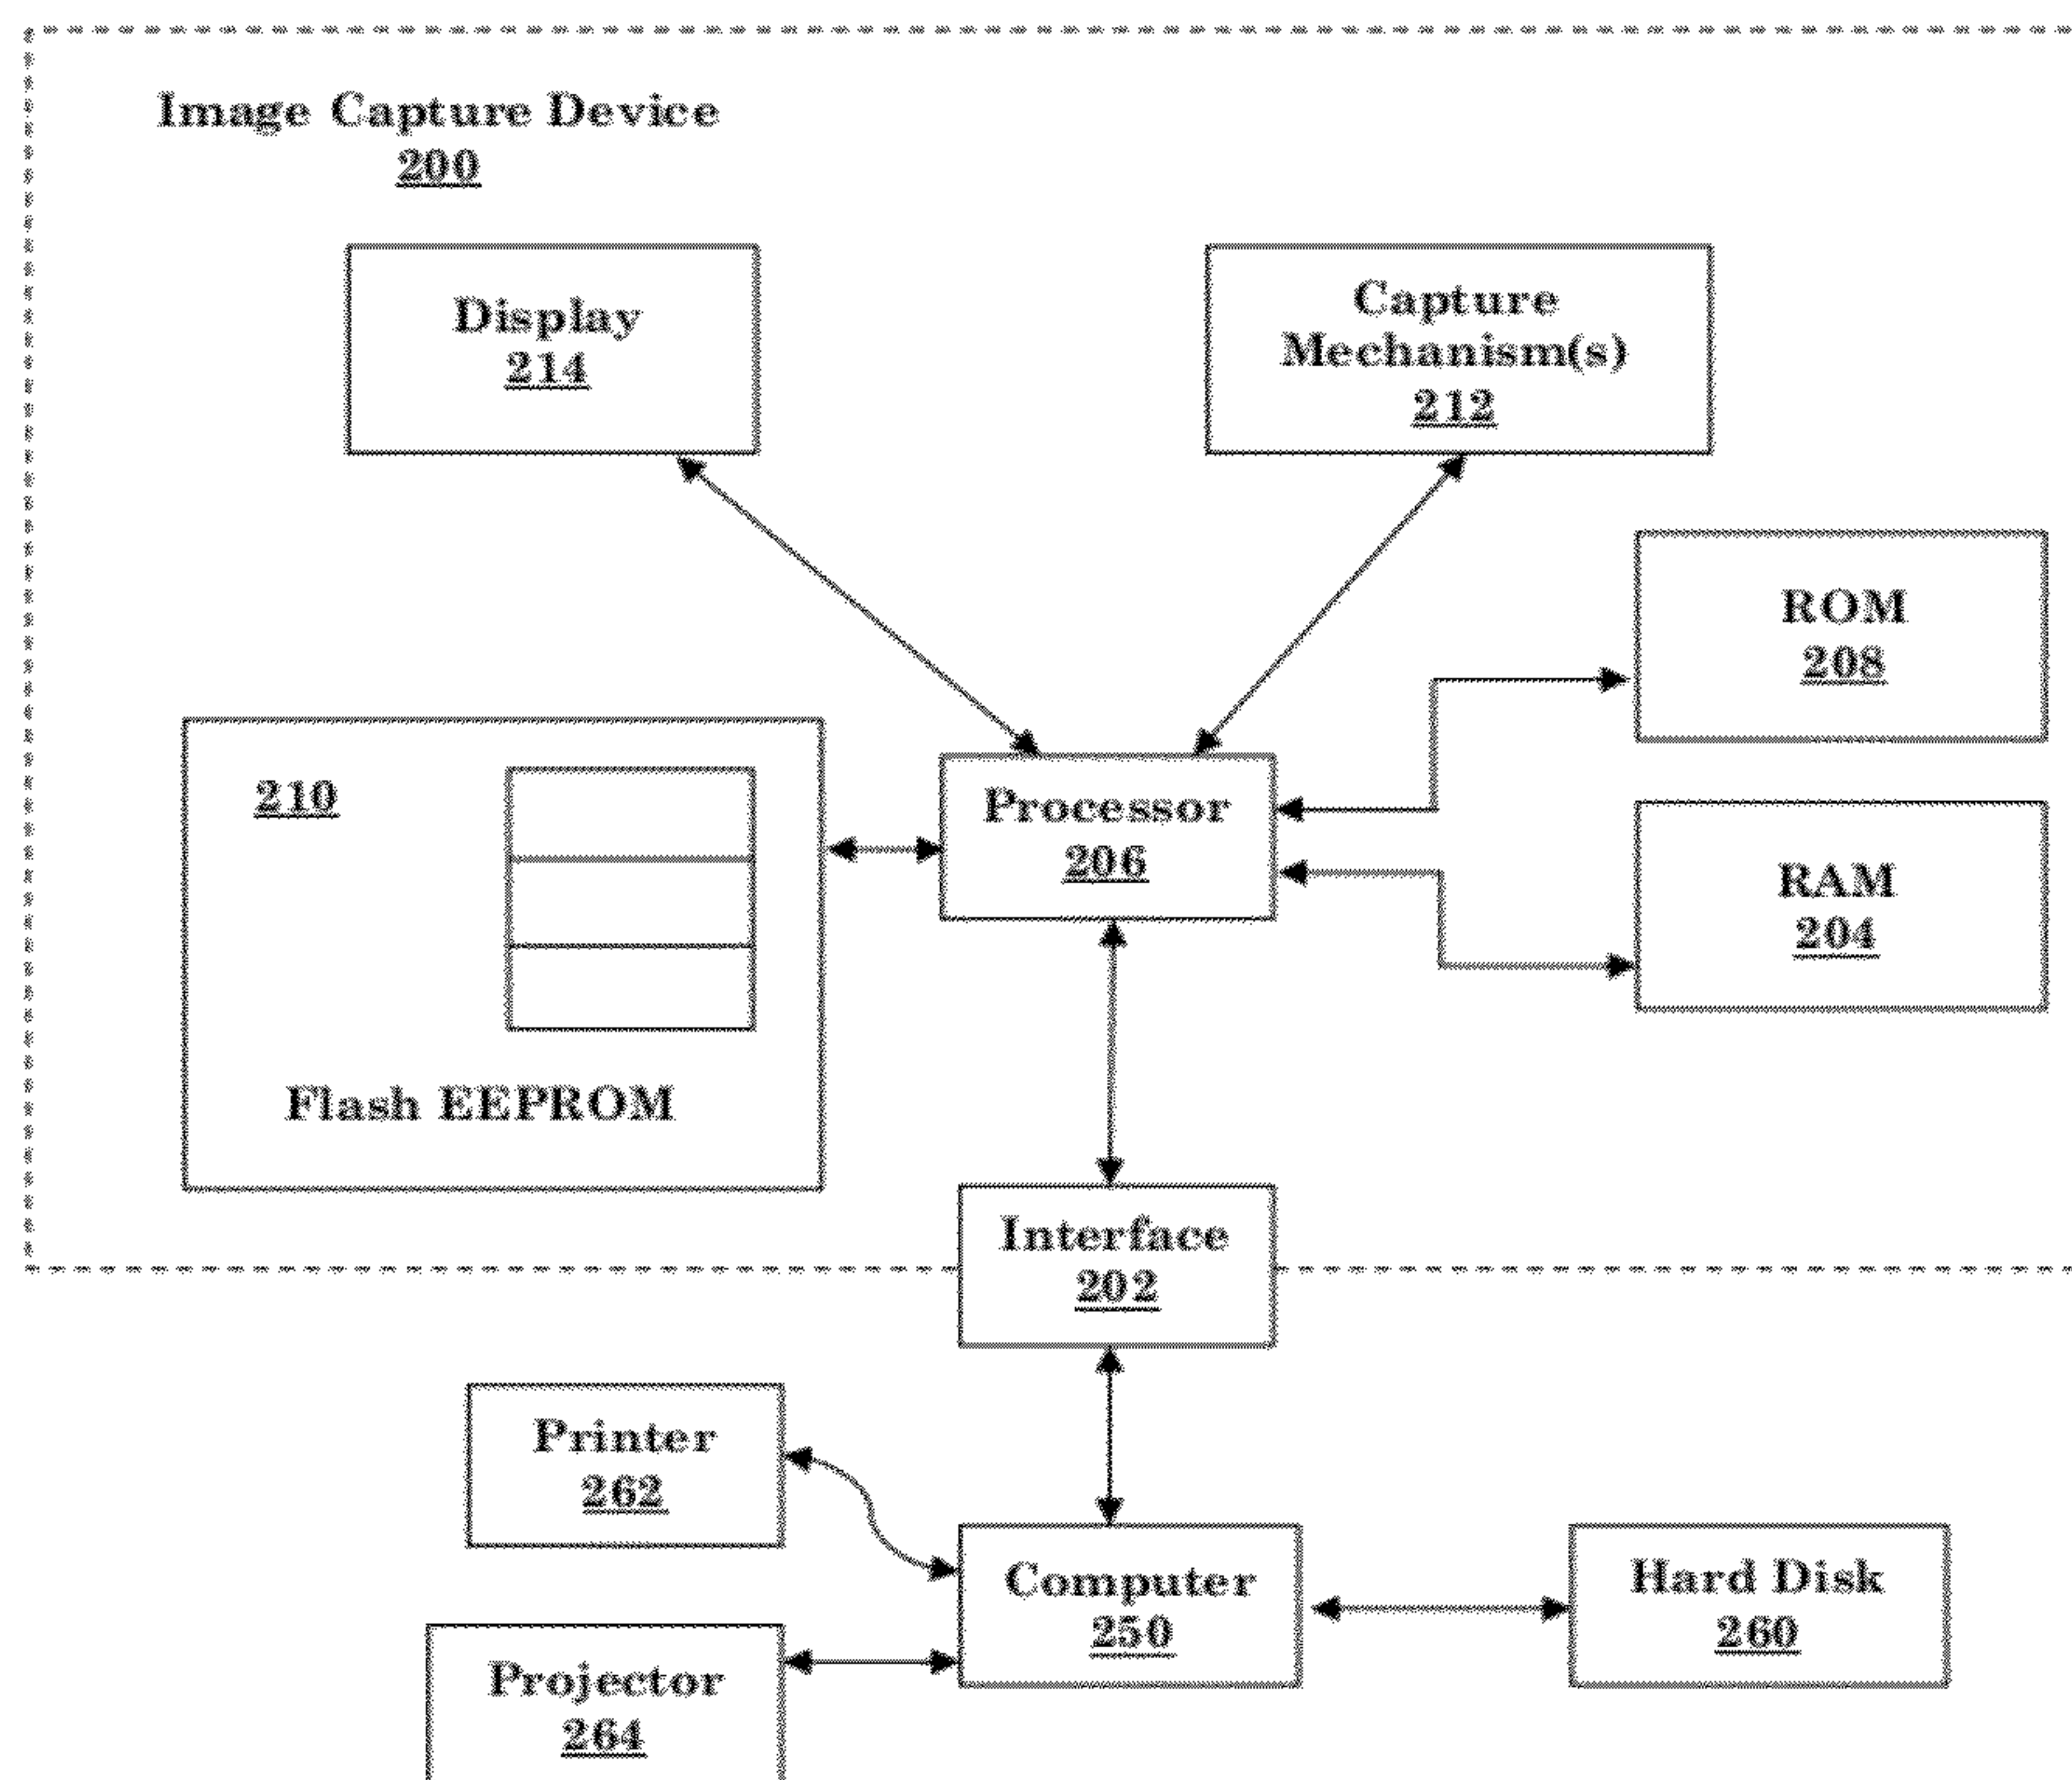 Image Capture Device
200
Display
214
Capture
Mechanism(s)
212
ROM
208
210
Flash EEPROM
Processor
206
RAM
204
Interface
202
Printer
262
Computer
250
Hard Disk
260
Projector
264